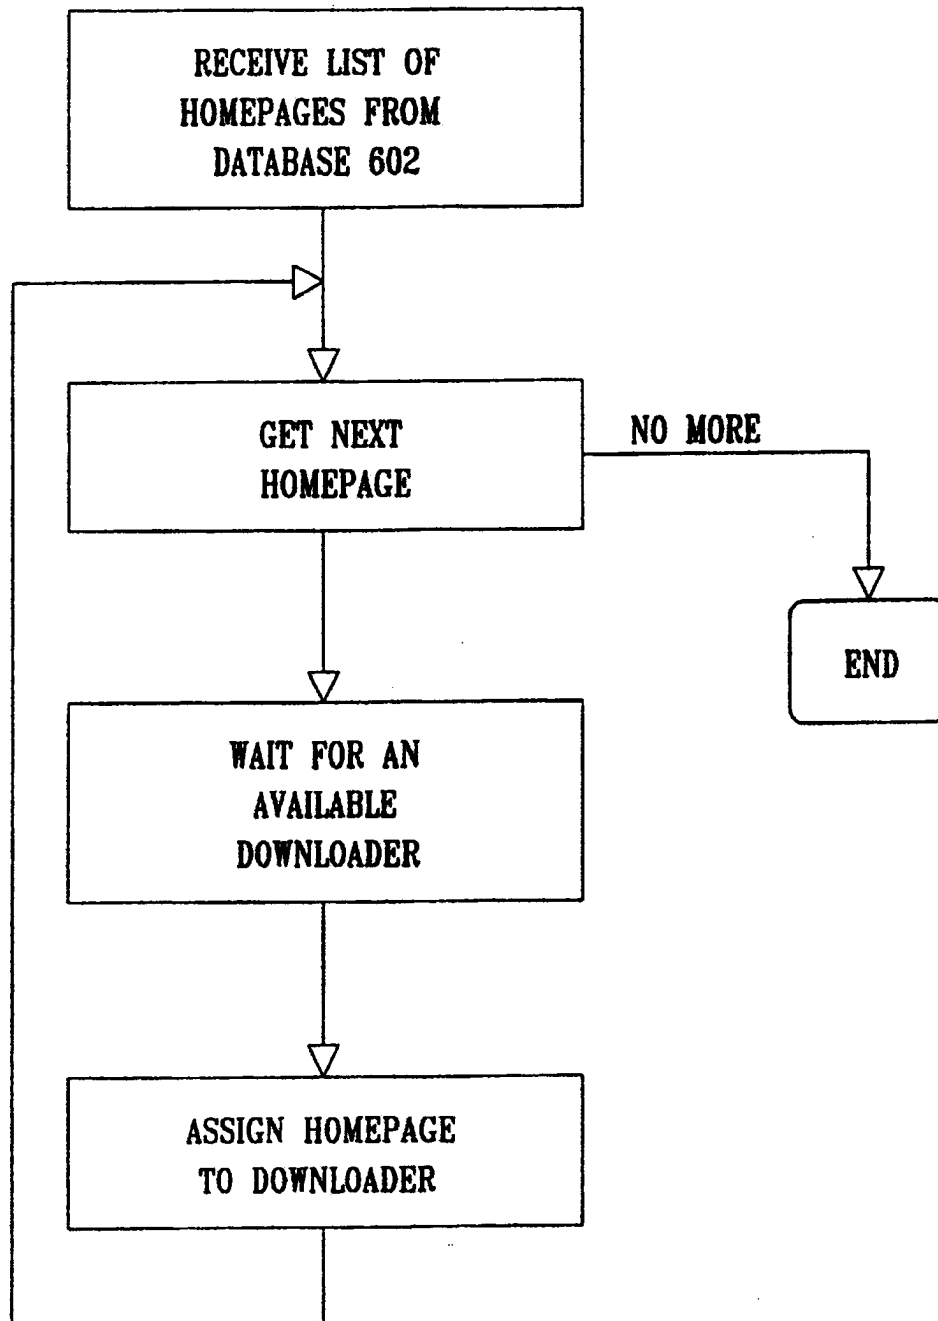 RECEIVE LIST OF
HOMEPAGES FROM
DATABASE 602
GET NEXT
HOMEPAGE
NO MORE
END
WAIT FOR AN
AVAILABLE
DOWNLOADER
ASSIGN HOMEPAGE
TO DOWNLOADER